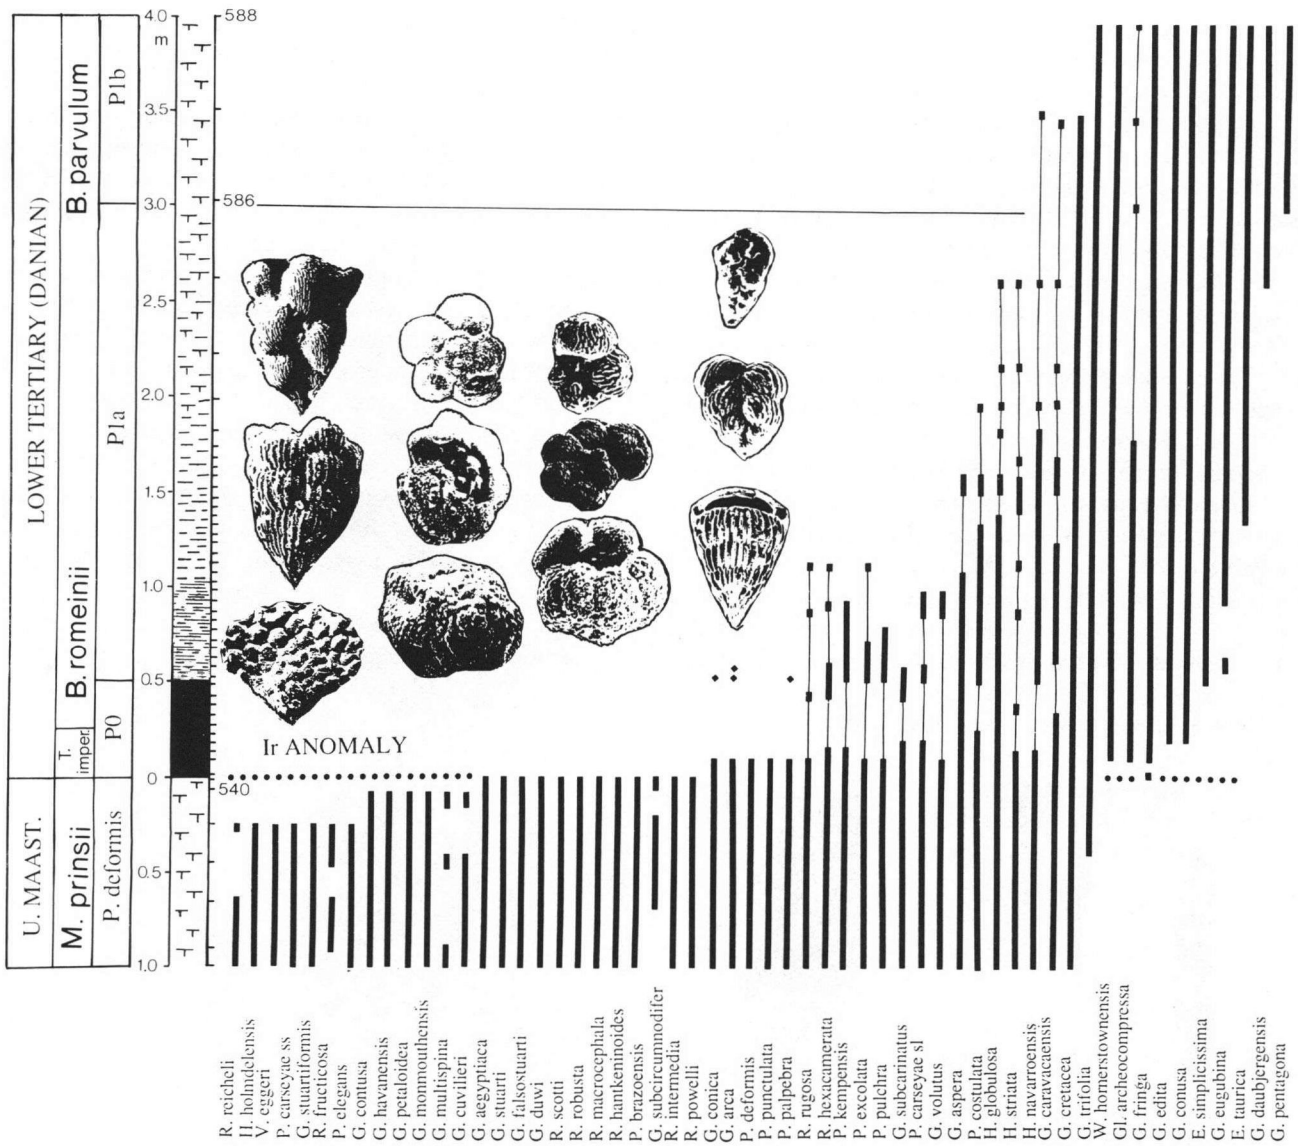 LOWER TERTIARY (DANIAN)
U. MAAST.
B. parvulum
B. romeinii
T. imper.
M. prinsii
P1b
P1a
P0
P. deformis
4.0
m
3.5
3.0
2.5
2.0
1.5
1.0
0.5
0
0.5
1.0
588
586
540
Ir ANOMALY
R. reicheli
H. holmdelensis
V. eggeri
P. carseyae ss
G. stuartiformis
R. fructicosa
P. elegans
G. contusa
G. havanensis
G. petaloidea
G. monmouthensis
G. multispina
G. cuvilieri
G. aegyptiaca
G. stuarti
G. falsostuarti
G. duwi
R. scotti
R. robusta
R. macrocephala
R. hantkeninoides
P. brazoensis
G. subcircummodifer
R. intermedia
R. powelli
G. conica
G. arca
P. deformis
P. punctulata
P. palpebra
R. rugosa
R. hexacamerata
P. kempensis
P. excolata
P. pulchra
G. subcarinatus
P. carseyae sl
G. volutus
G. aspera
P. costulata
H. globulosa
H. striata
H. navarroensis
G. caravacaensis
G. cretacea
G. trifolia
W. hornerstownensis
Gl. archeocompressa
G. fringa
G. edita
G. conusa
E. simplicissima
G. eugubina
E. taurica
G. daubjergensis
G. pentagona